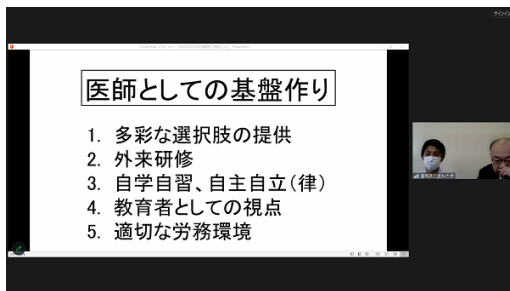 医師としての基盤作り
1. 多彩な選択肢の提供
2. 外来研修
3. 自学自習、自主自立(律)
4. 教育者としての視点
5. 適切な労務環境